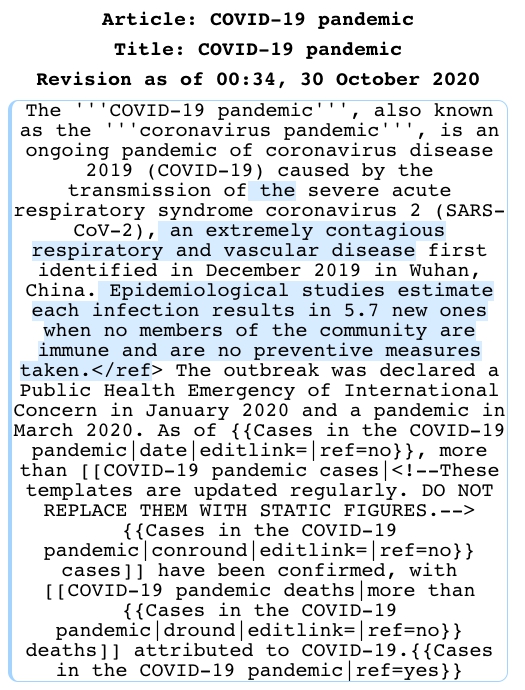 Article: COVID-19 pandemic
Title: COVID-19 pandemic
Revision as of 00:34, 30 October 2020
The '''COVID-19 pandemic''', also known
as the '''coronavirus pandemic''', is an
ongoing pandemic of coronavirus disease
2019 (COVID-19) caused by the
transmission of the severe acute
respiratory syndrome coronavirus 2 (SARS-
CoV-2), an extremely contagious
respiratory and vascular disease first
identified in December 2019 in Wuhan,
China. Epidemiological studies estimate
each infection results in 5.7 new ones
when no members of the community are
immune and are no preventive measures
taken.</ref> The outbreak was declared a
Public Health Emergency of International
Concern in January 2020 and a pandemic in
March 2020. As of {{Cases in the COVID-19
pandemic|date|editlink=|ref=no}}, more
than [[COVID-19 pandemic cases|<!--These
templates are updated regularly. DO NOT
REPLACE THEM WITH STATIC FIGURES.-->
{{Cases in the COVID-19
pandemic|conround|editlink=|ref=no}}
cases]] have been confirmed, with
[[COVID-19 pandemic deaths|more than
{{Cases in the COVID-19
pandemic|dround|editlink=|ref=no}}
deaths]] attributed to COVID-19.{{Cases
in the COVID-19 pandemic|ref=yes}}